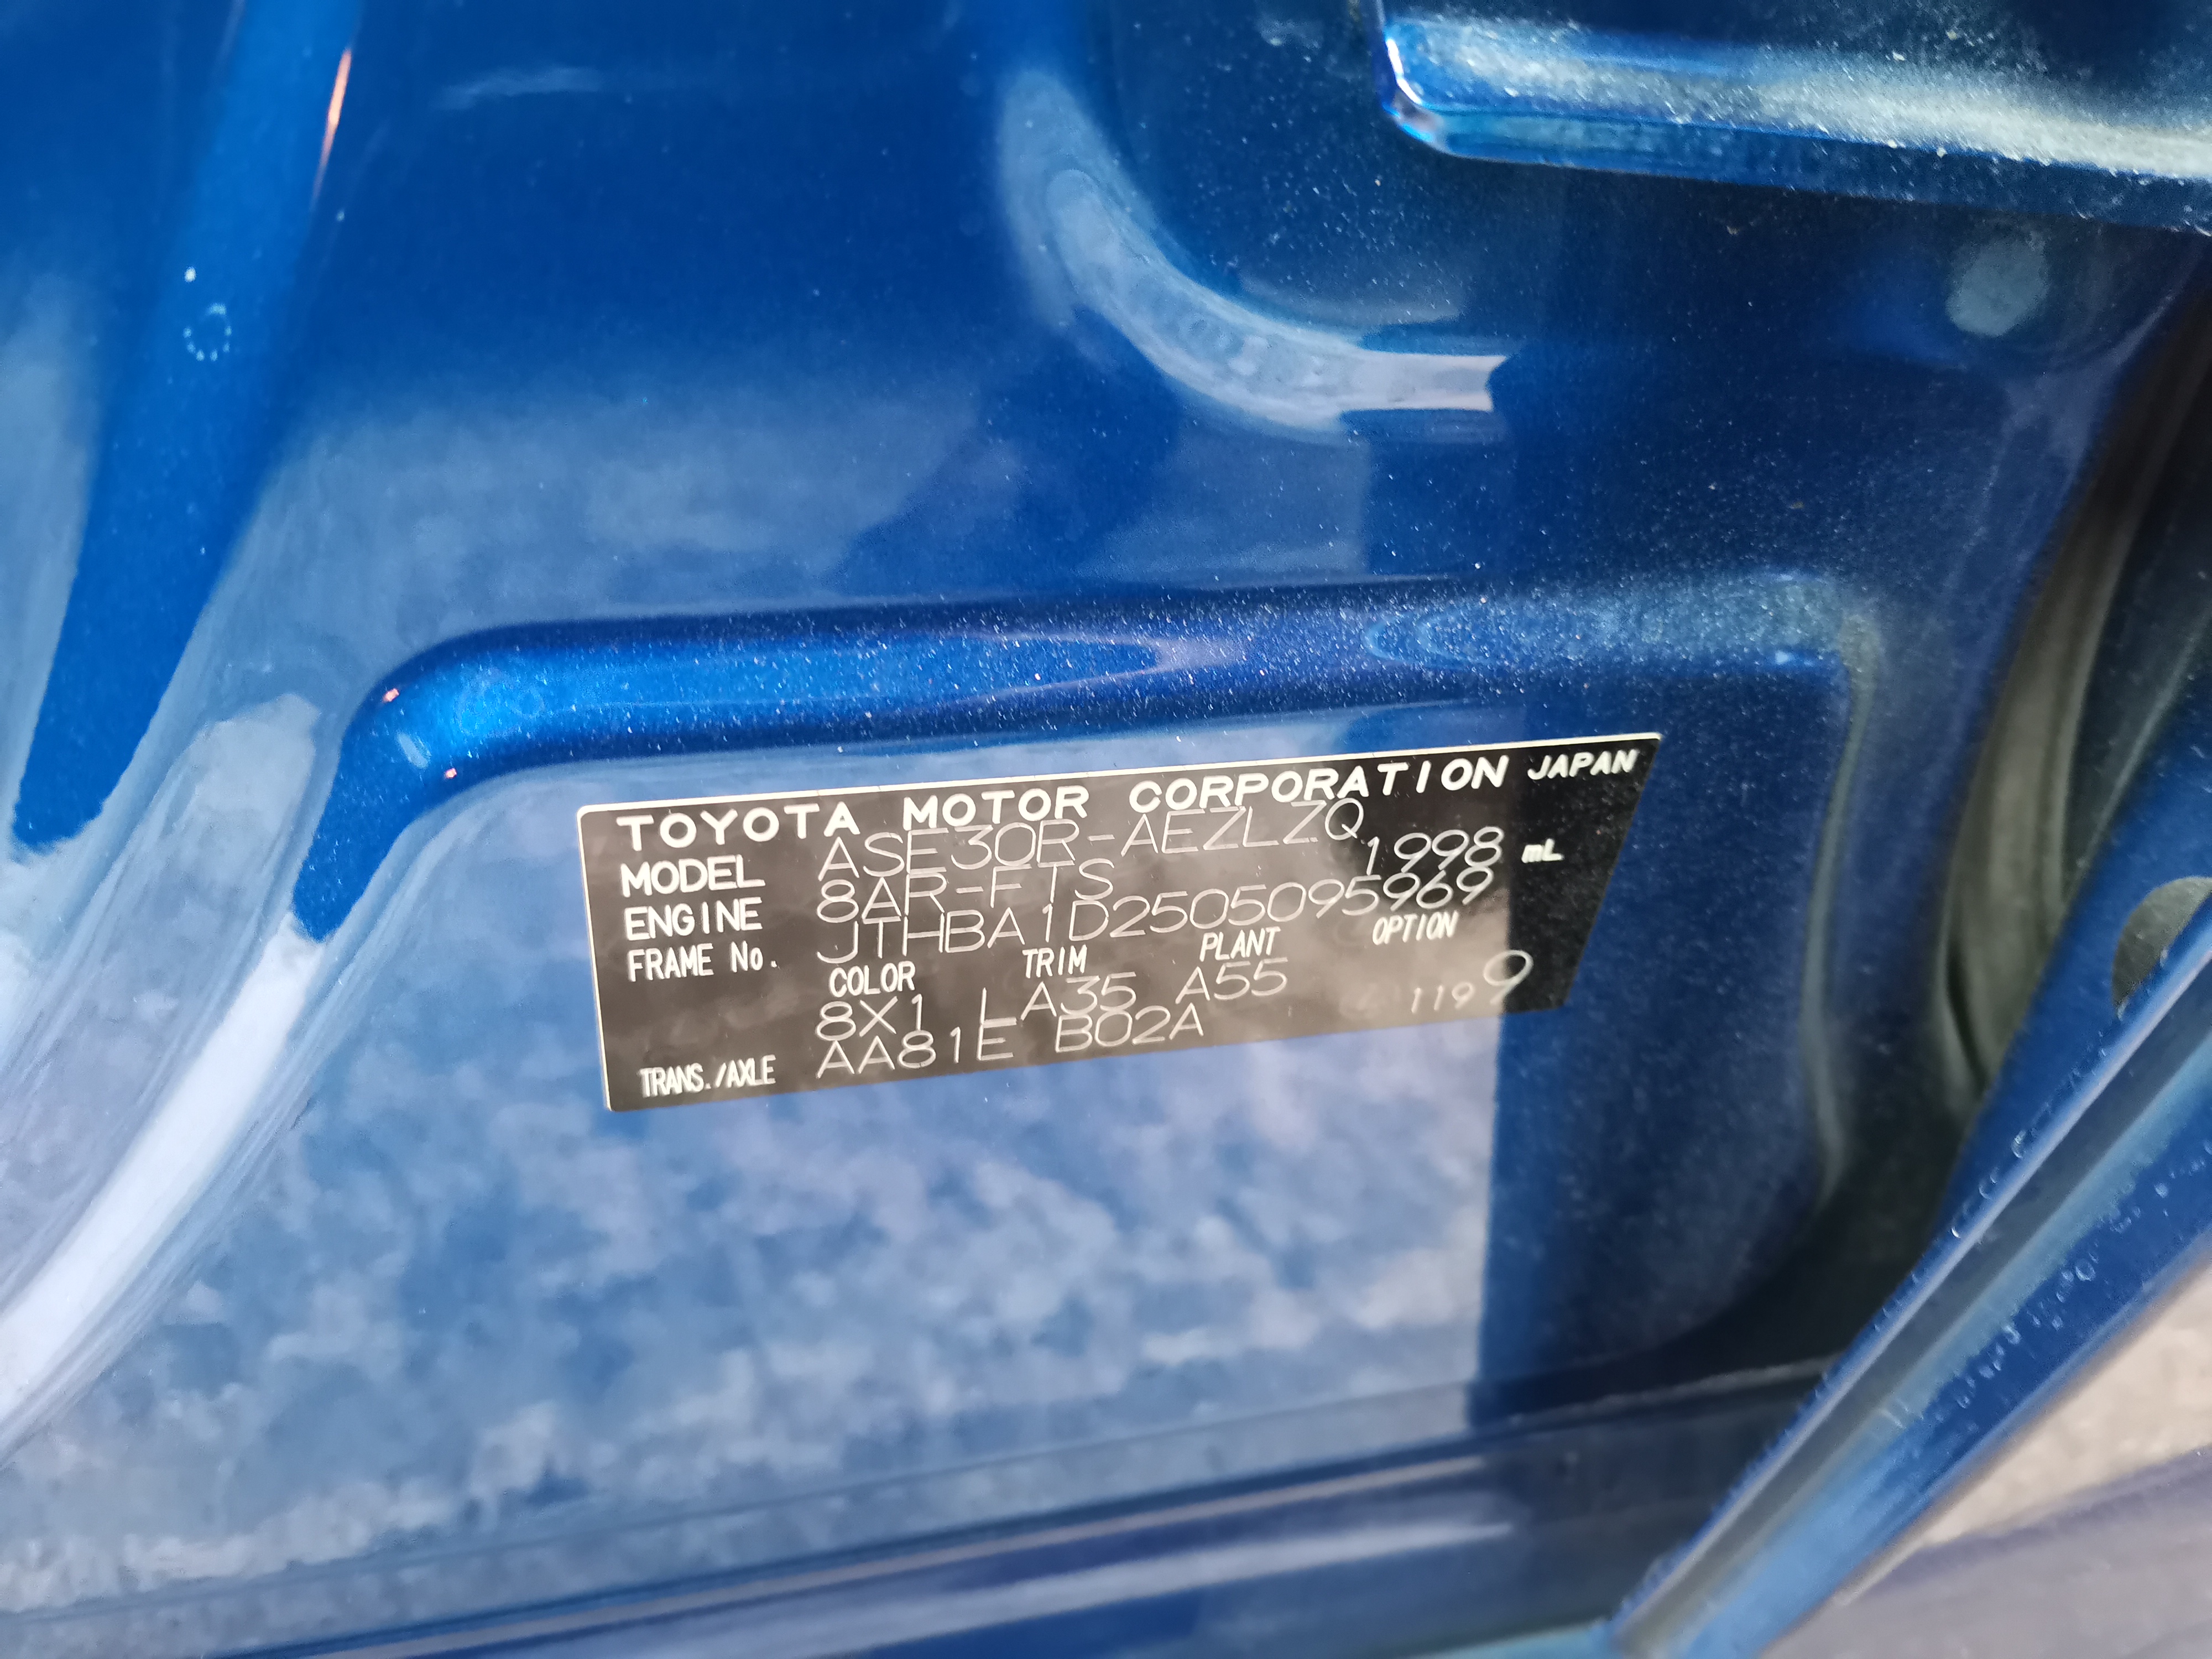 TOYOTA MOTOR CORPORATION JAPAN
MODEL ASE30R-AEZLZQ
ENGINE 8AR-FTS 1998 mL
FRAME No. JTHBA1D2505095969
COLOR TRIM PLANT OPTION
8X1 LA35 A55
TRANS./AXLE AA81E B02A 119 9